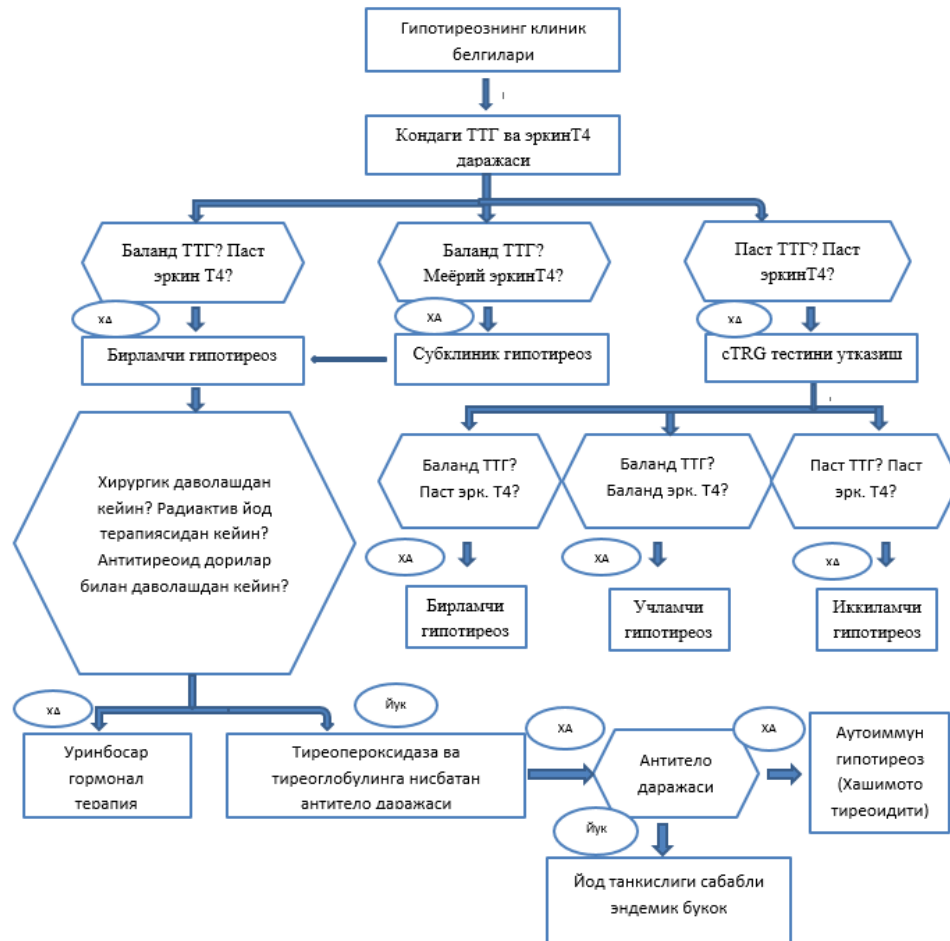 Гипотиреознинг клиник
белгилари
Кондаги ТТГ ва эркинТ4
даражаси
Баланд ТТГ? Паст
эркин Т4?
Баланд ТТГ?
Меёрий эркинТ4?
Паст ТТГ? Паст
эркинТ4?
ХА
ХА
ХА
Бирламчи гипотиреоз
Субклиник гипотиреоз
сТRG тестини утказиш
Хирургик даволашдан
кейин? Радиактив йод
терапиясидан кейин?
Антитиреоид дорилар
билан даволашдан кейин?
Баланд ТТГ?
Паст эрк. Т4?
Баланд ТТГ?
Баланд эрк. Т4?
Паст ТТГ? Паст
эрк. Т4?
ХА
ХА
ХА
Бирламчи
гипотиреоз
Учламчи
гипотиреоз
Иккиламчи
гипотиреоз
ХА
Йук
Уринбосар
гормонал
терапия
Тиреопероксидаза ва
тиреоглобулинга нисбатан
антитело даражаси
ХА
Антитело
даражаси
ХА
Аутоиммун
гипотиреоз
(Хашимото
тиреоидити)
Йук
Йод танкислиги сабабли
эндемик букок